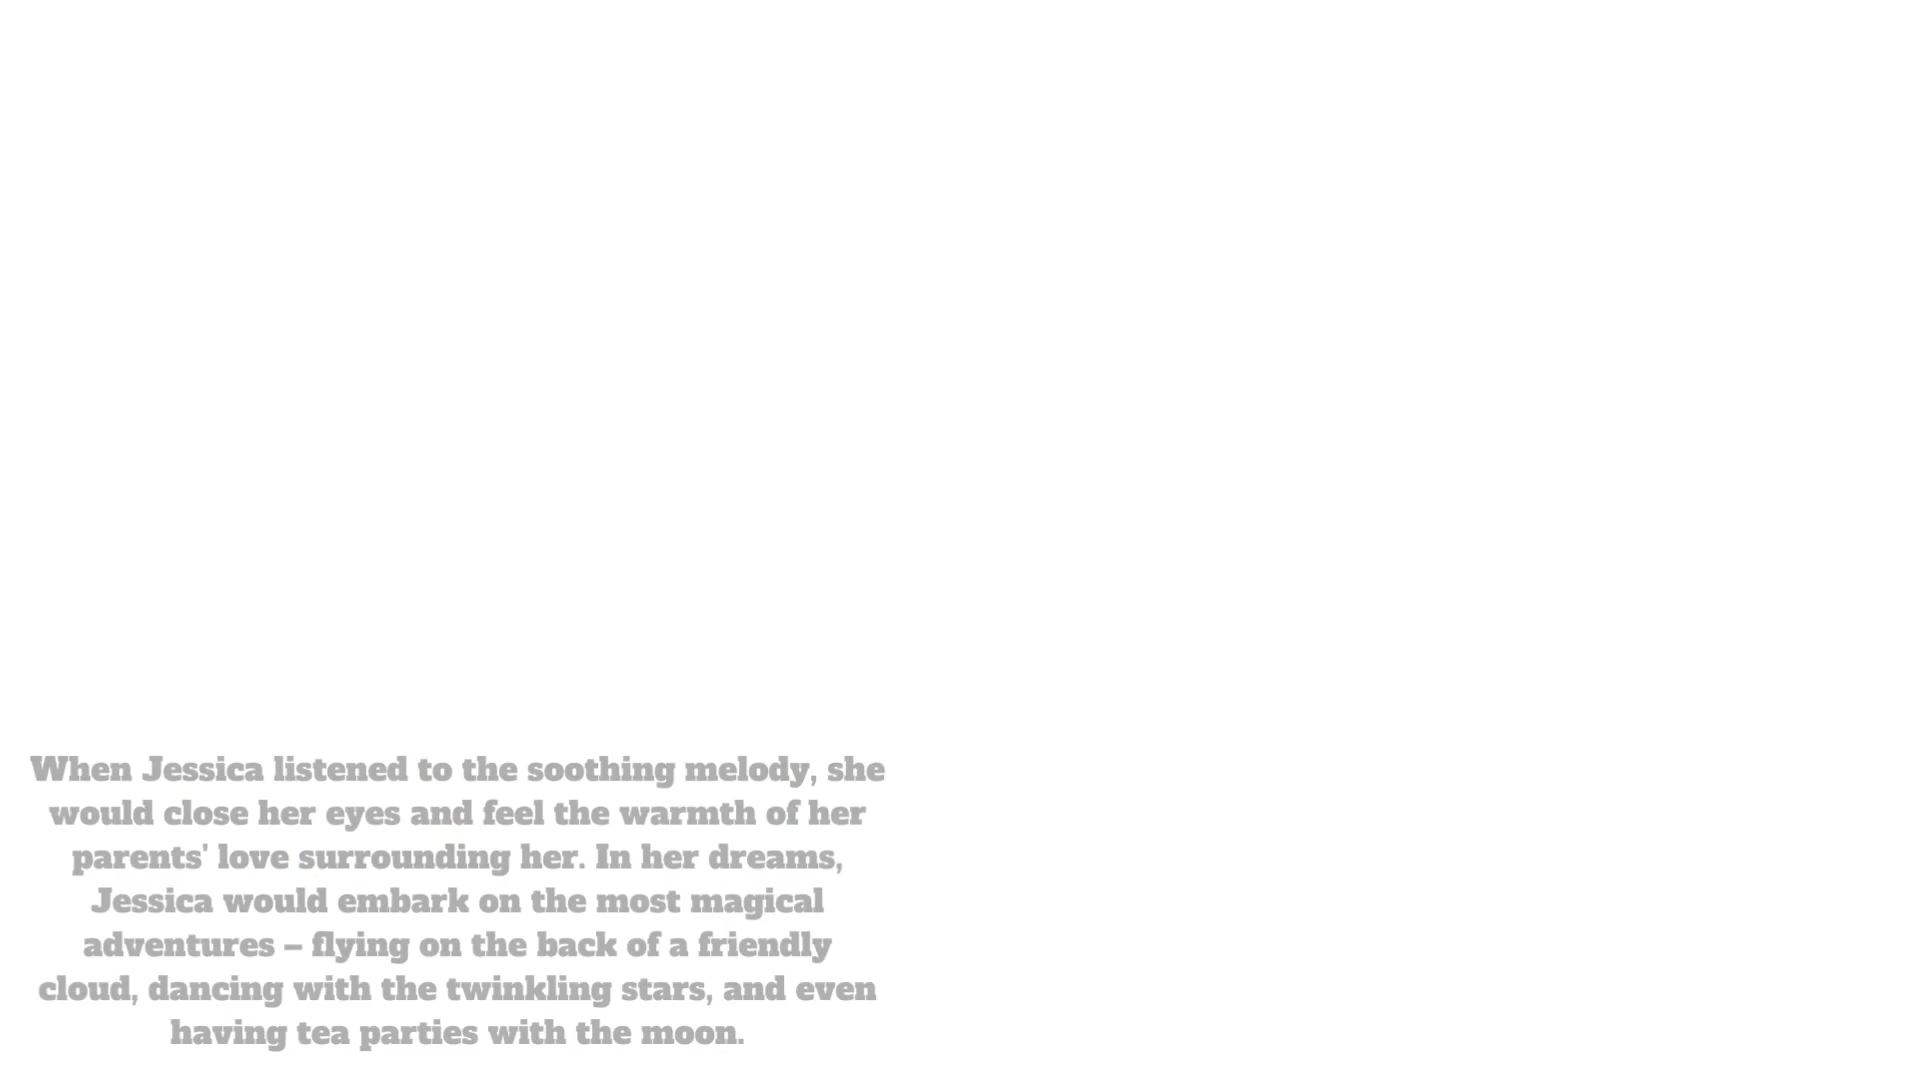 When Jessica listened to the soothing melody, she
would close her eyes and feel the warmth of her
parents' love surrounding her. In her dreams,
Jessica would embark on the most magical
adventures – flying on the back of a friendly
cloud, dancing with the twinkling stars, and even
having tea parties with the moon.